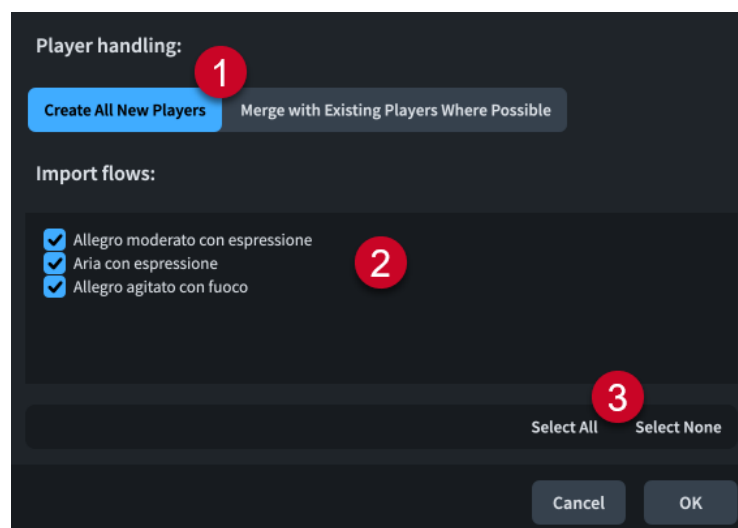 Player handling:
1
Create All New Players Merge with Existing Players Where Possible
Import flows:
Allegro moderato con espressione
Aria con espressione
Allegro agitato con fuoco
2
3
Select All Select None
Cancel OK